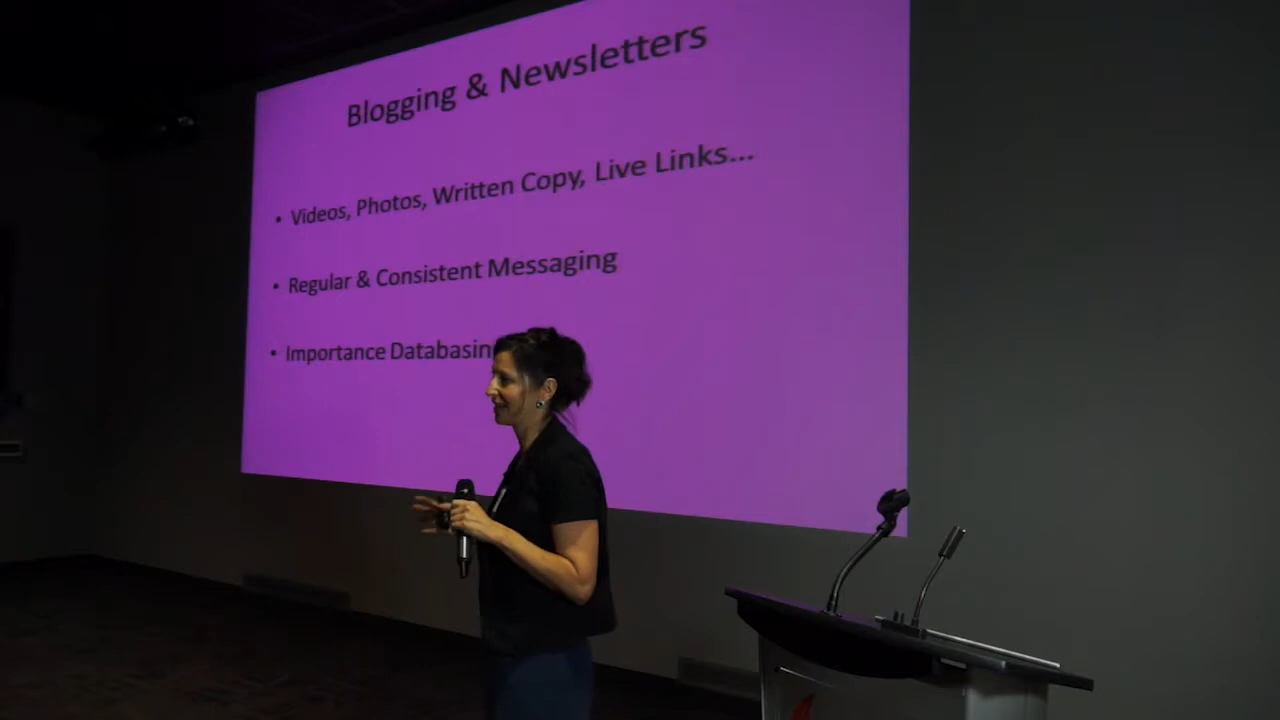 Blogging & Newsletters
• Videos, Photos, Written Copy, Live Links...
• Regular & Consistent Messaging
• Importance Databasin